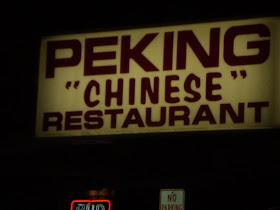 PEKING
"CHINESE"
RESTAURANT
NO
PARKING